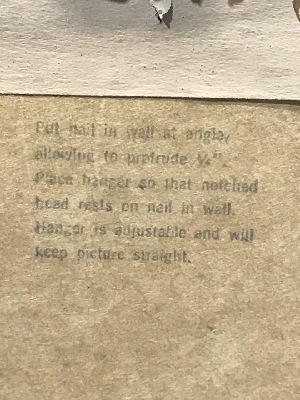 Put nail in wall at angle,
allowing to protrude ¼".
Place hanger so that notched
head rests on nail in wall.
Hanger is adjustable and will
keep picture straight.